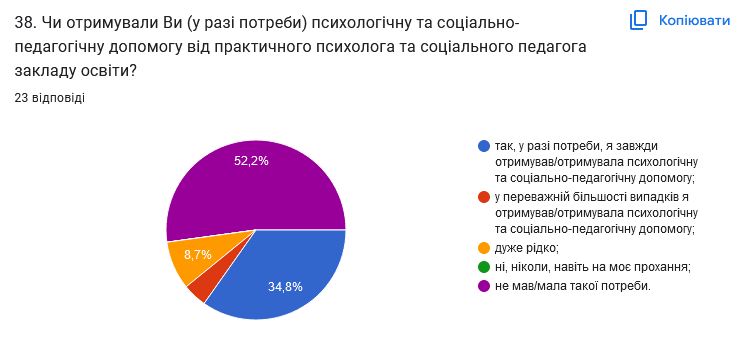 38. Чи отримували Ви (у разі потреби) психологічну та соціально-
педагогічну допомогу від практичного психолога та соціального педагога
закладу освіти?
Копіювати
23 відповіді
52,2%
8,7%
34,8%
так, у разі потреби, я завжди
отримував/отримувала психологічну
та соціально-педагогічну допомогу;
у переважній більшості випадків я
отримував/отримувала психологічну
та соціально-педагогічну допомогу;
дуже рідко;
ні, ніколи, навіть на моє прохання;
не мав/мала такої потреби.